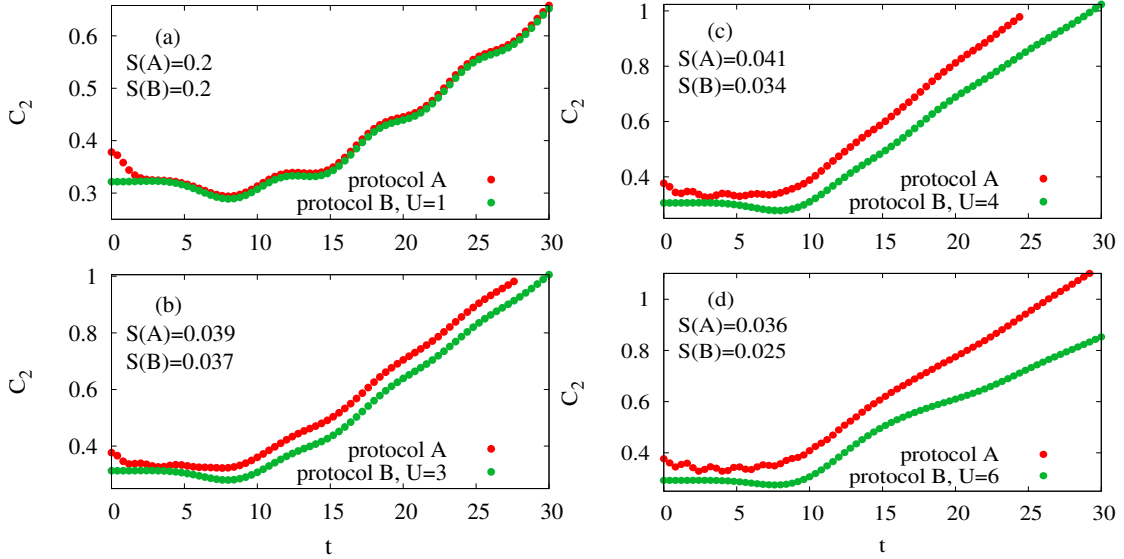 C2
0.6
0.5
0.4
0.3
(a)
S(A)=0.2
S(B)=0.2
protocol A
protocol B, U=1
0 5 10 15 20 25 30
C2
1
0.8
0.6
0.4
(c)
S(A)=0.041
S(B)=0.034
protocol A
protocol B, U=4
0 5 10 15 20 25 30
C2
1
0.8
0.6
0.4
(b)
S(A)=0.039
S(B)=0.037
protocol A
protocol B, U=3
0 5 10 15 20 25 30
t
C2
1
0.8
0.6
0.4
(d)
S(A)=0.036
S(B)=0.025
protocol A
protocol B, U=6
0 5 10 15 20 25 30
t